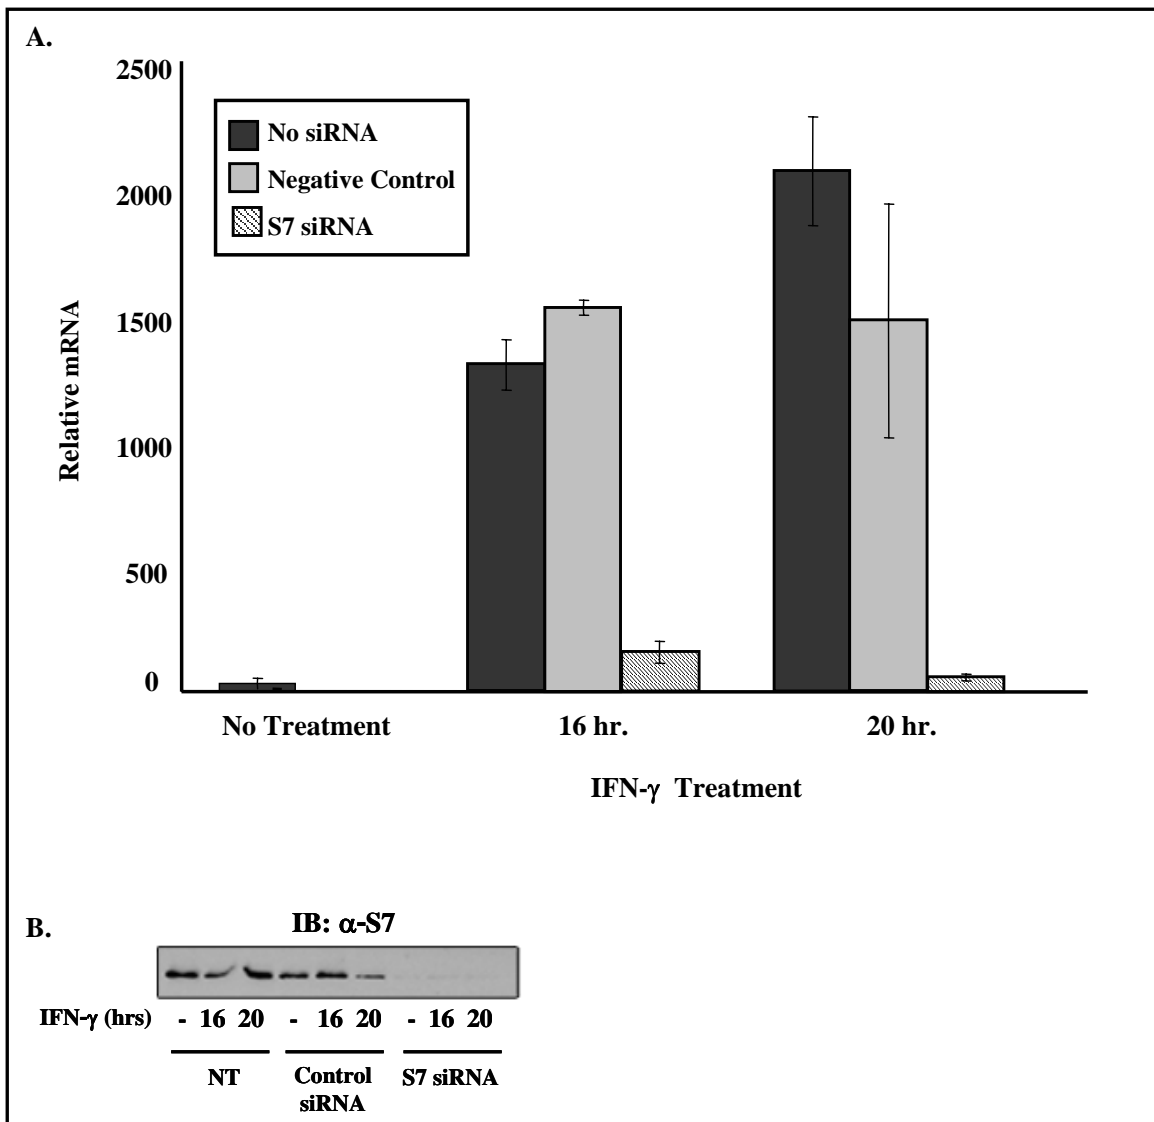 A.
2500
2000
1500
1000
500
0
Relative mRNA
No siRNA
Negative Control
S7 siRNA
No Treatment 16 hr. 20 hr.
IFN-γ Treatment
B.
IB: α-S7
IFN-γ (hrs) - 16 20 - 16 20 - 16 20
NT Control siRNA S7 siRNA